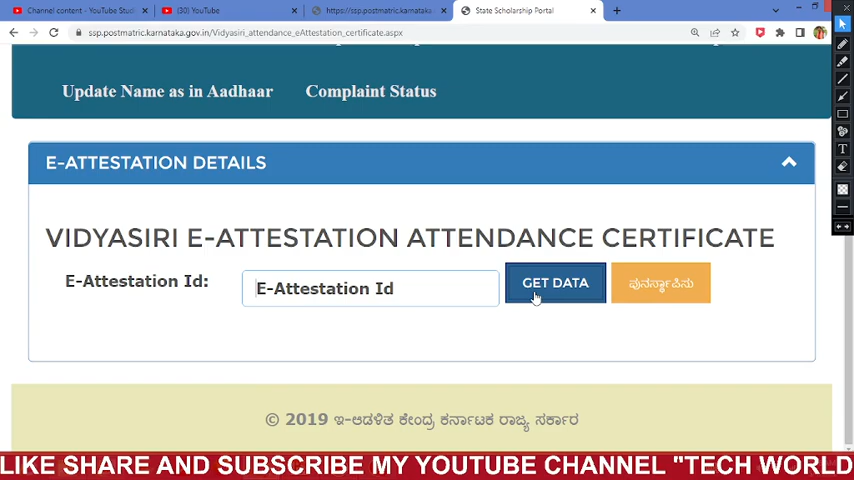 Channel content - YouTube Stud
(30) YouTube
https://ssp.postmatric.karnataka.
State Scholarship Portal
ssp.postmatric.karnataka.gov.in/Vidyasiri_attendance_eAttestation_certificate.aspx
Update Name as in Aadhaar
Complaint Status
E-ATTESTATION DETAILS
VIDYASIRI E-ATTESTATION ATTENDANCE CERTIFICATE
E-Attestation Id:
E-Attestation Id
GET DATA
ಪುನರ್‍ಸ್ಥಾಪಿಸು
© 2019 ಇ-ಆಡಳಿತ ಕೇಂದ್ರ ಕರ್ನಾಟಕ ರಾಜ್ಯ ಸರ್ಕಾರ
LIKE SHARE AND SUBSCRIBE MY YOUTUBE CHANNEL "TECH WORLD